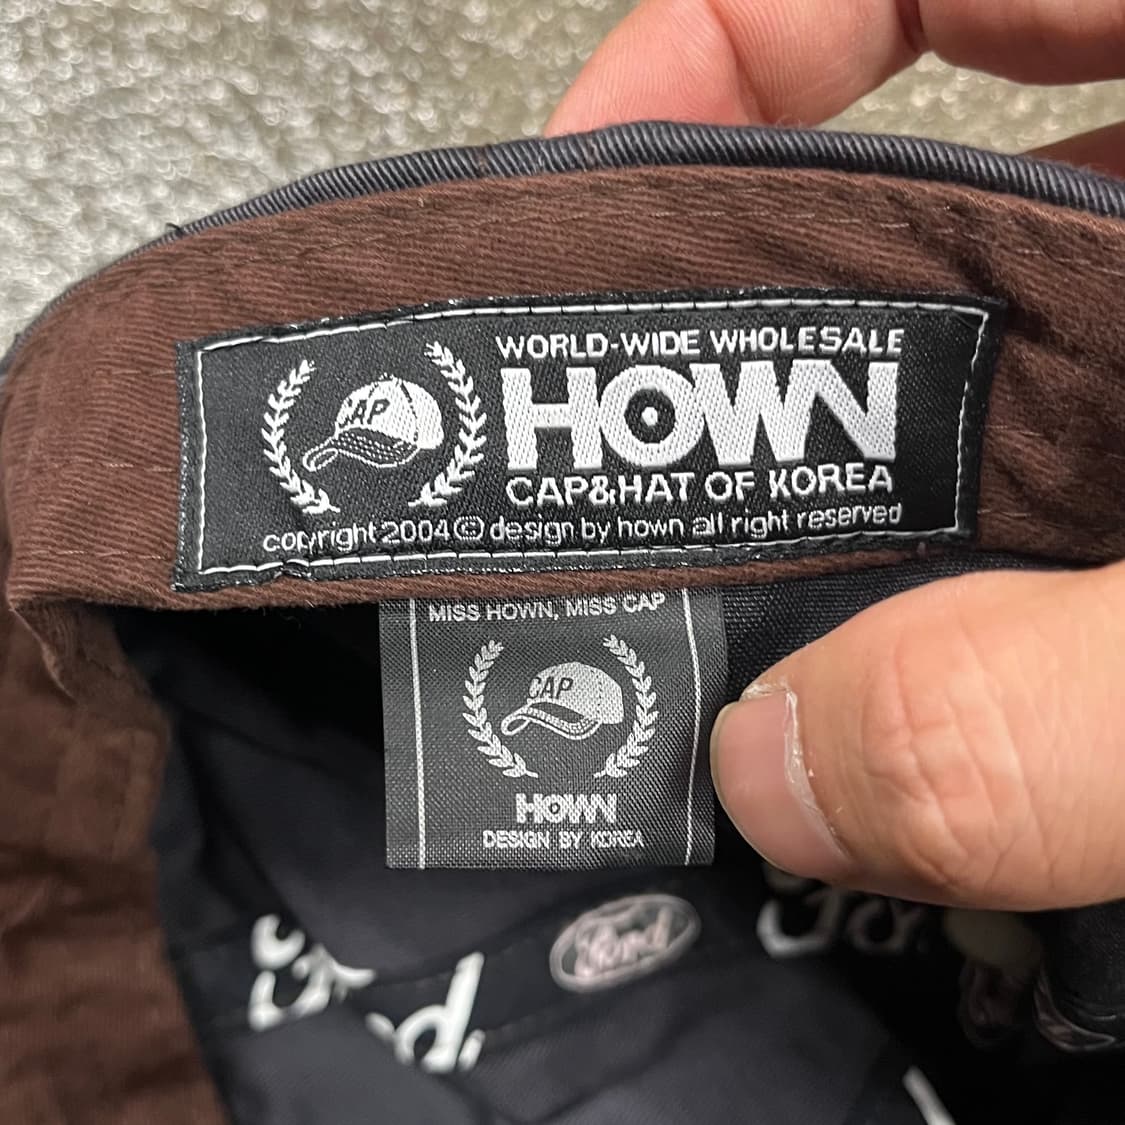 WORLD-WIDE WHOLESALE
CAP
HOWN
CAP&HAT OF KOREA
copyright 2004 © design by hown all right reserved
MISS HOWN, MISS CAP
CAP
HOWN
DESIGN BY KOREA
Ford